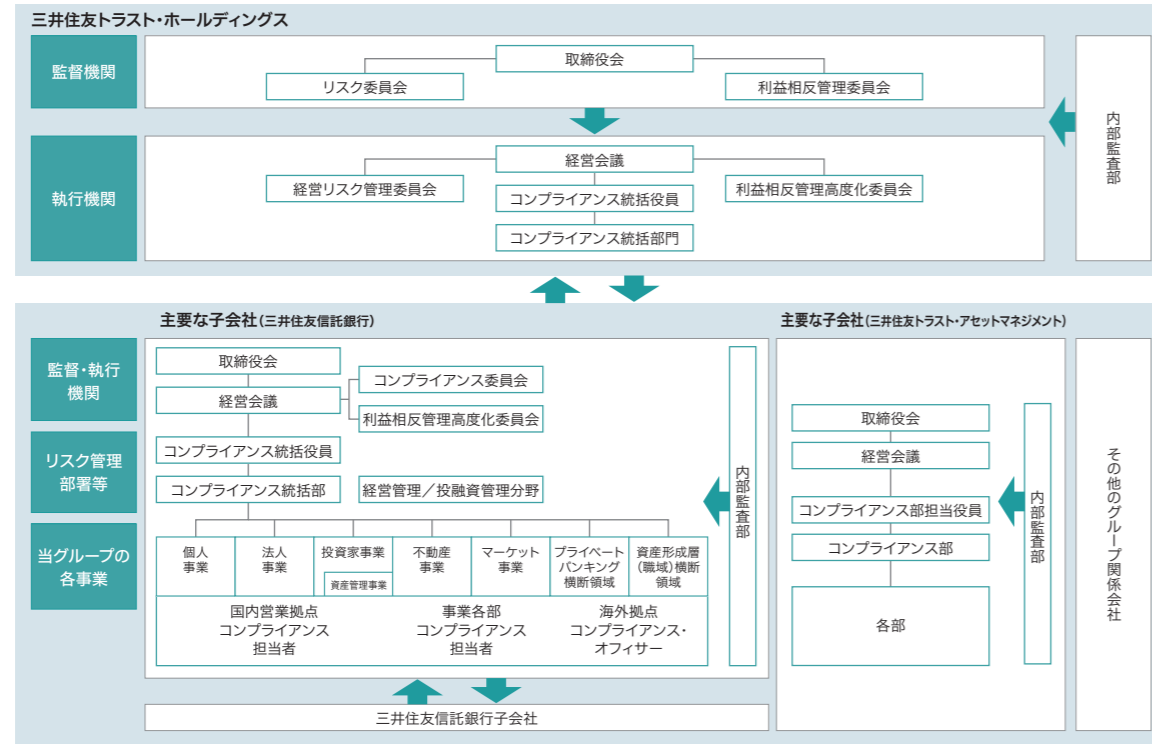 三井住友トラスト・ホールディングス
監督機関
取締役会
リスク委員会
利益相反管理委員会
内部監査部
執行機関
経営会議
経営リスク管理委員会
利益相反管理高度化委員会
コンプライアンス統括役員
コンプライアンス統括部門
主要な子会社(三井住友信託銀行)
監督・執行
機関
取締役会
経営会議
コンプライアンス委員会
利益相反管理高度化委員会
リスク管理
部署等
コンプライアンス統括役員
コンプライアンス統括部
経営管理／投融資管理分野
当グループの
各事業
個人
事業
法人
事業
投資家事業
資産管理事業
不動産
事業
マーケット
事業
プライベート
バンキング
横断領域
資産形成層
(職域)横断
領域
国内営業拠点
コンプライアンス
担当者
事業各部
コンプライアンス
担当者
海外拠点
コンプライアンス・
オフィサー
内部監査部
三井住友信託銀行子会社
主要な子会社(三井住友トラスト・アセットマネジメント)
取締役会
経営会議
コンプライアンス部担当役員
コンプライアンス部
各部
内部監査部
その他のグループ関係会社